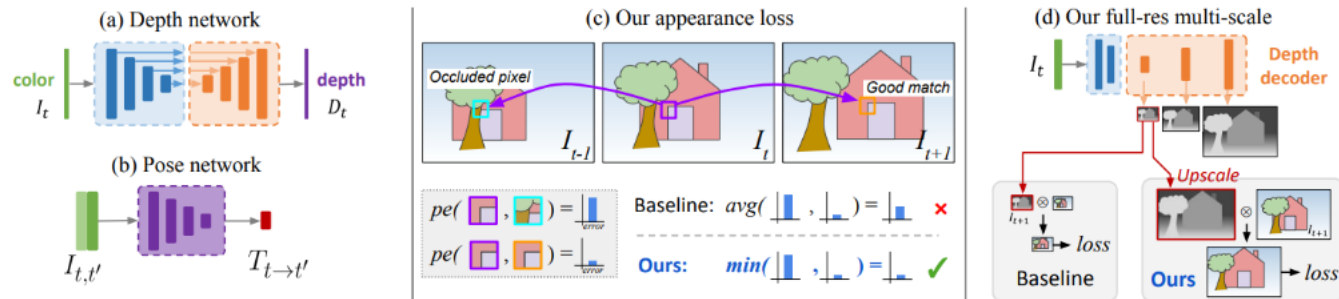 (a) Depth network
color
I_t
depth
D_t
(b) Pose network
I_{t,t'}
T_{t→t'}
(c) Our appearance loss
Occluded pixel
Good match
I_{t-1}
I_t
I_{t+1}
pe( , ) =
error
pe( , ) =
error
Baseline: avg( , ) = ×
Ours: min( , ) = ✓
(d) Our full-res multi-scale
I_t
Depth
decoder
Upscale
⊗
I_{t+1}
loss
Baseline
⊗
I_{t+1}
loss
Ours